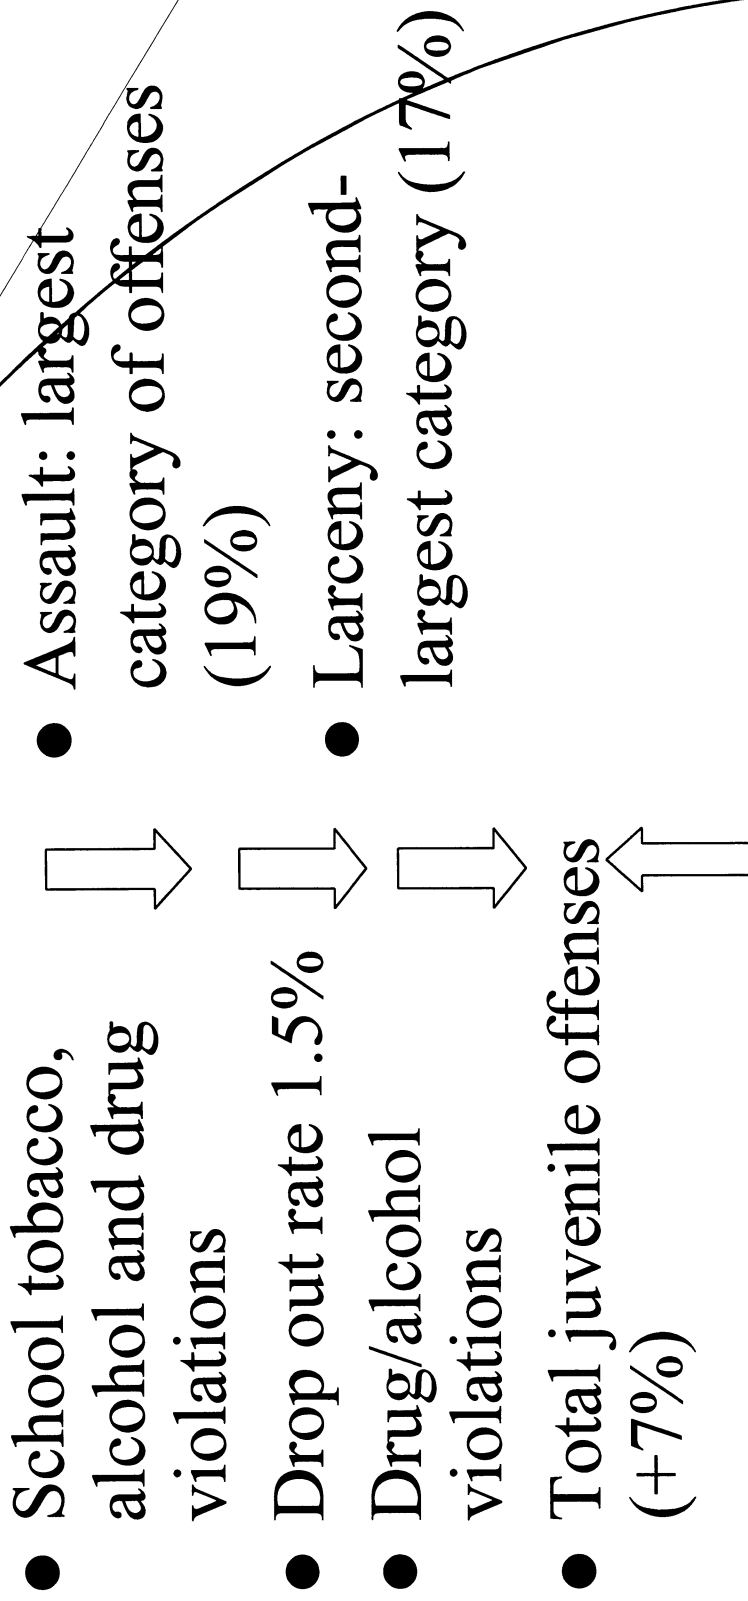 ● School tobacco,
alcohol and drug
violations
● Drop out rate 1.5%
● Drug/alcohol
violations
● Total juvenile offenses
(+7%)
● Assault: largest
category of offenses
(19%)
● Larceny: second-
largest category (17%)